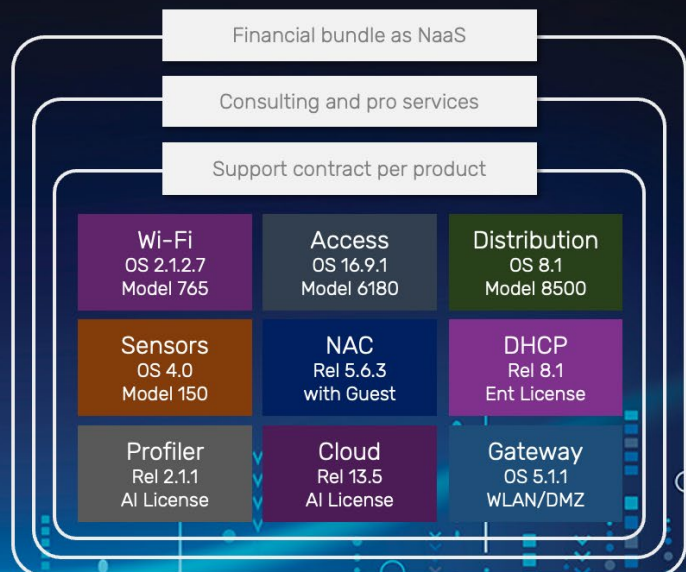 Financial bundle as NaaS
Consulting and pro services
Support contract per product
Wi-Fi
OS 2.1.2.7
Model 765
Access
OS 16.9.1
Model 6180
Distribution
OS 8.1
Model 8500
Sensors
OS 4.0
Model 150
NAC
Rel 5.6.3
with Guest
DHCP
Rel 8.1
Ent License
Profiler
Rel 2.1.1
AI License
Cloud
Rel 13.5
AI License
Gateway
OS 5.1.1
WLAN/DMZ